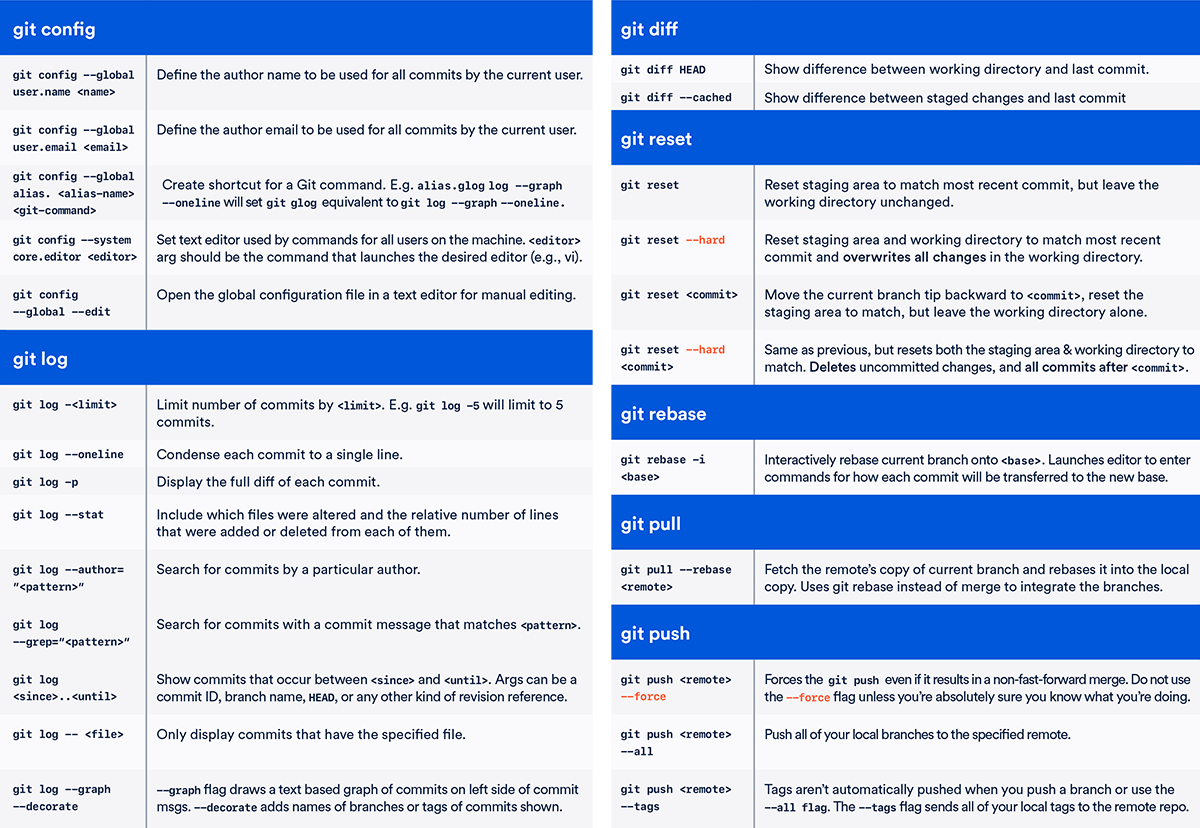 git config
git config --global
user.name <name>
Define the author name to be used for all commits by the current user.
git config --global
user.email <email>
Define the author email to be used for all commits by the current user.
git config --global
alias. <alias-name>
<git-command>
Create shortcut for a Git command. E.g. alias.glog log --graph
--oneline will set git glog equivalent to git log --graph --oneline.
git config --system
core.editor <editor>
Set text editor used by commands for all users on the machine. <editor>
arg should be the command that launches the desired editor (e.g., vi).
git config
--global --edit
Open the global configuration file in a text editor for manual editing.
git log
git log -<limit>
Limit number of commits by <limit>. E.g. git log -5 will limit to 5
commits.
git log --oneline
Condense each commit to a single line.
git log -p
Display the full diff of each commit.
git log --stat
Include which files were altered and the relative number of lines
that were added or deleted from each of them.
git log --author=
"<pattern>"
Search for commits by a particular author.
git log
--grep="<pattern>"
Search for commits with a commit message that matches <pattern>.
git log
<since>..<until>
Show commits that occur between <since> and <until>. Args can be a
commit ID, branch name, HEAD, or any other kind of revision reference.
git log -- <file>
Only display commits that have the specified file.
git log --graph
--decorate
--graph flag draws a text based graph of commits on left side of commit
msgs. --decorate adds names of branches or tags of commits shown.
git diff
git diff HEAD
Show difference between working directory and last commit.
git diff --cached
Show difference between staged changes and last commit
git reset
git reset
Reset staging area to match most recent commit, but leave the
working directory unchanged.
git reset --hard
Reset staging area and working directory to match most recent
commit and overwrites all changes in the working directory.
git reset <commit>
Move the current branch tip backward to <commit>, reset the
staging area to match, but leave the working directory alone.
git reset --hard
<commit>
Same as previous, but resets both the staging area & working directory to
match. Deletes uncommitted changes, and all commits after <commit>.
git rebase
git rebase -i
<base>
Interactively rebase current branch onto <base>. Launches editor to enter
commands for how each commit will be transferred to the new base.
git pull
git pull --rebase
<remote>
Fetch the remote’s copy of current branch and rebases it into the local
copy. Uses git rebase instead of merge to integrate the branches.
git push
git push <remote>
--force
Forces the git push even if it results in a non-fast-forward merge. Do not use
the --force flag unless you’re absolutely sure you know what you’re doing.
git push <remote>
--all
Push all of your local branches to the specified remote.
git push <remote>
--tags
Tags aren’t automatically pushed when you push a branch or use the
--all flag. The --tags flag sends all of your local tags to the remote repo.